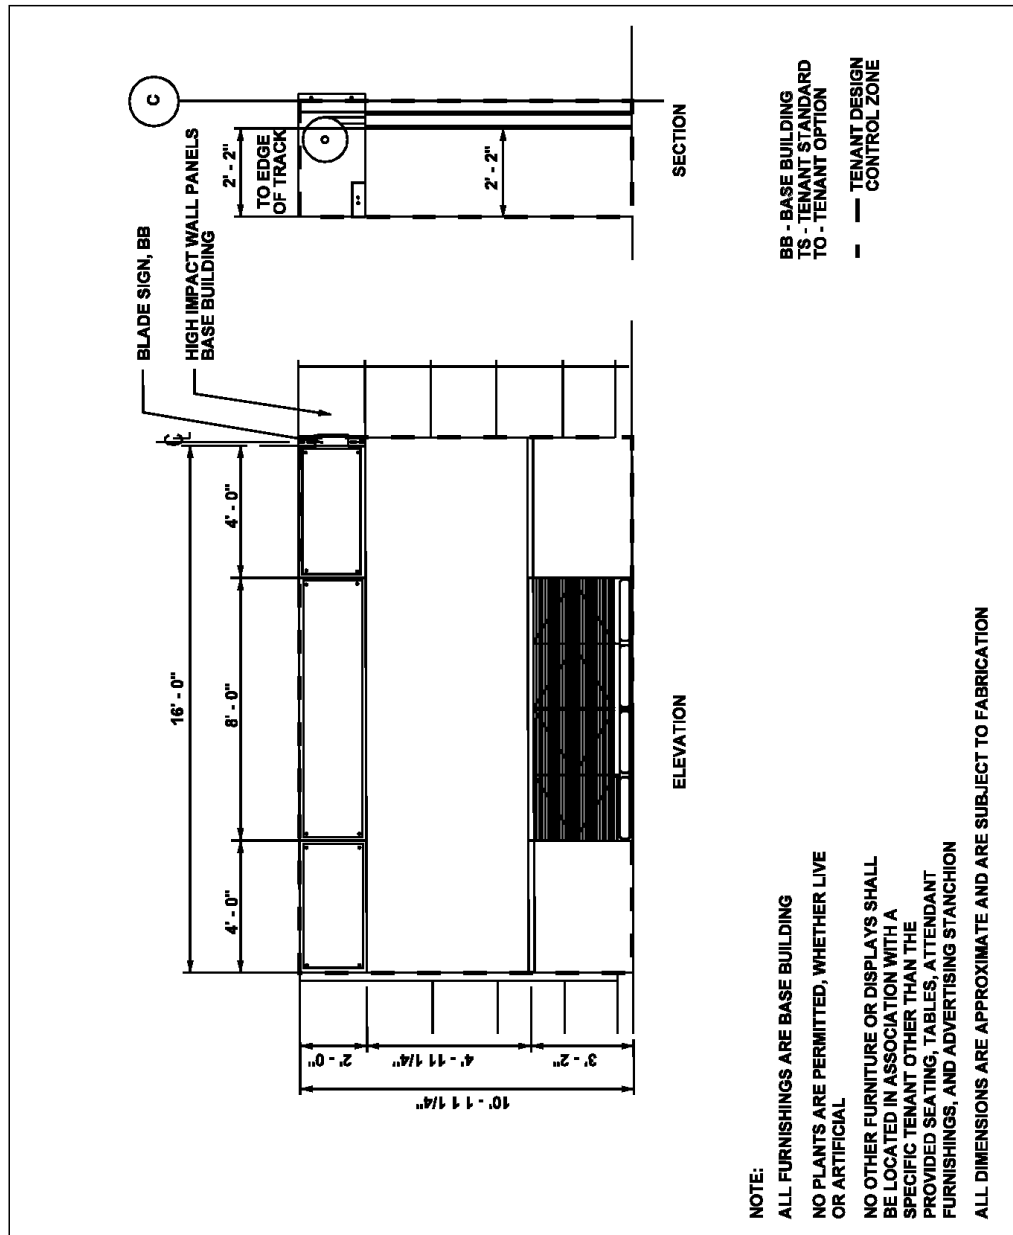 C
BLADE SIGN, BB
HIGH IMPACT WALL PANELS
BASE BUILDING
2' - 2"
TO EDGE
OF TRACK
2' - 2"
SECTION
CL
16' - 0"
4' - 0"
8' - 0"
4' - 0"
2' - 0"
4' - 11 1/4"
3' - 2"
10' - 1 1 1/4"
ELEVATION
BB - BASE BUILDING
TS - TENANT STANDARD
TO - TENANT OPTION
TENANT DESIGN
CONTROL ZONE
NOTE:
ALL FURNISHINGS ARE BASE BUILDING
NO PLANTS ARE PERMITTED, WHETHER LIVE
OR ARTIFICIAL
NO OTHER FURNITURE OR DISPLAYS SHALL
BE LOCATED IN ASSOCIATION WITH A
SPECIFIC TENANT OTHER THAN THE
PROVIDED SEATING, TABLES, ATTENDANT
FURNISHINGS, AND ADVERTISING STANCHION
ALL DIMENSIONS ARE APPROXIMATE AND ARE SUBJECT TO FABRICATION